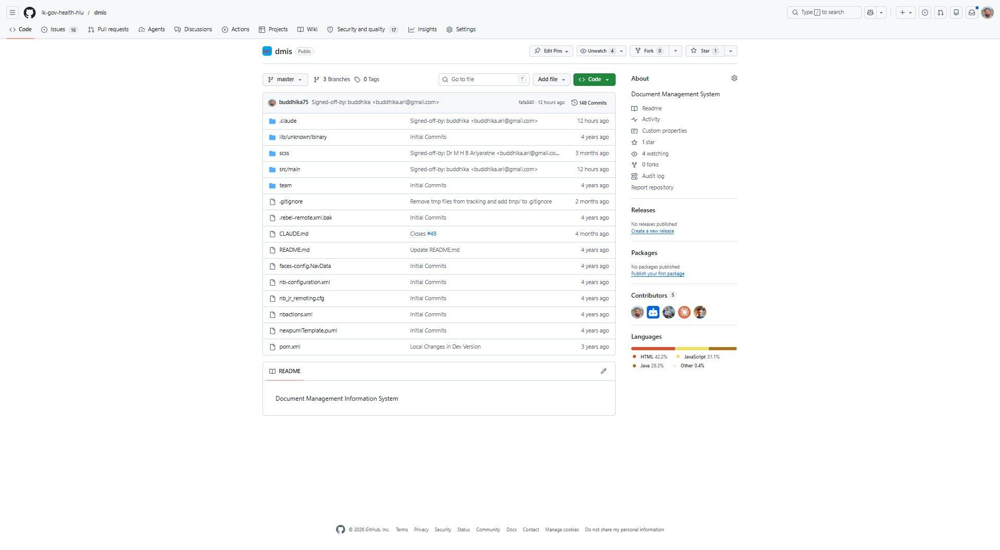 lk-gov-health-hiu / dmis
Type / to search
Code
Issues 16
Pull requests
Agents
Discussions
Actions
Projects
Wiki
Security and quality 17
Insights
Settings
dmis Public
Edit Pins
Unwatch 4
Fork 0
Star 1
master
3 Branches
0 Tags
Go to file T
Add file
Code
buddhika75 Signed-off-by: buddhika <buddhika.ari@gmail.com> fafa840 · 12 hours ago 148 Commits
.claude Signed-off-by: buddhika <buddhika.ari@gmail.com> 12 hours ago
lib/unknown/binary Initial Commits 4 years ago
scss Signed-off-by: Dr M H B Ariyaratne <buddhika.ari@gmail.co... 3 months ago
src/main Signed-off-by: buddhika <buddhika.ari@gmail.com> 12 hours ago
team Initial Commits 4 years ago
.gitignore Remove tmp files from tracking and add tmp/ to .gitignore 2 months ago
.rebel-remote.xml.bak Initial Commits 4 years ago
CLAUDE.md Closes #49 4 months ago
README.md Update README.md 4 years ago
faces-config.NavData Initial Commits 4 years ago
nb-configuration.xml Initial Commits 4 years ago
nb_jr_remoting.cfg Initial Commits 4 years ago
nbactions.xml Initial Commits 4 years ago
newpumlTemplate.puml Initial Commits 4 years ago
pom.xml Local Changes in Dev Version 3 years ago
README
Document Management Information System
About
Document Management System
Readme
Activity
Custom properties
1 star
4 watching
0 forks
Audit log
Report repository
Releases
No releases published
Create a new release
Packages
No packages published
Publish your first package
Contributors 5
Languages
HTML 42.2% JavaScript 31.1%
Java 26.3% Other 0.4%
© 2026 GitHub, Inc. Terms Privacy Security Status Community Docs Contact Manage cookies Do not share my personal information